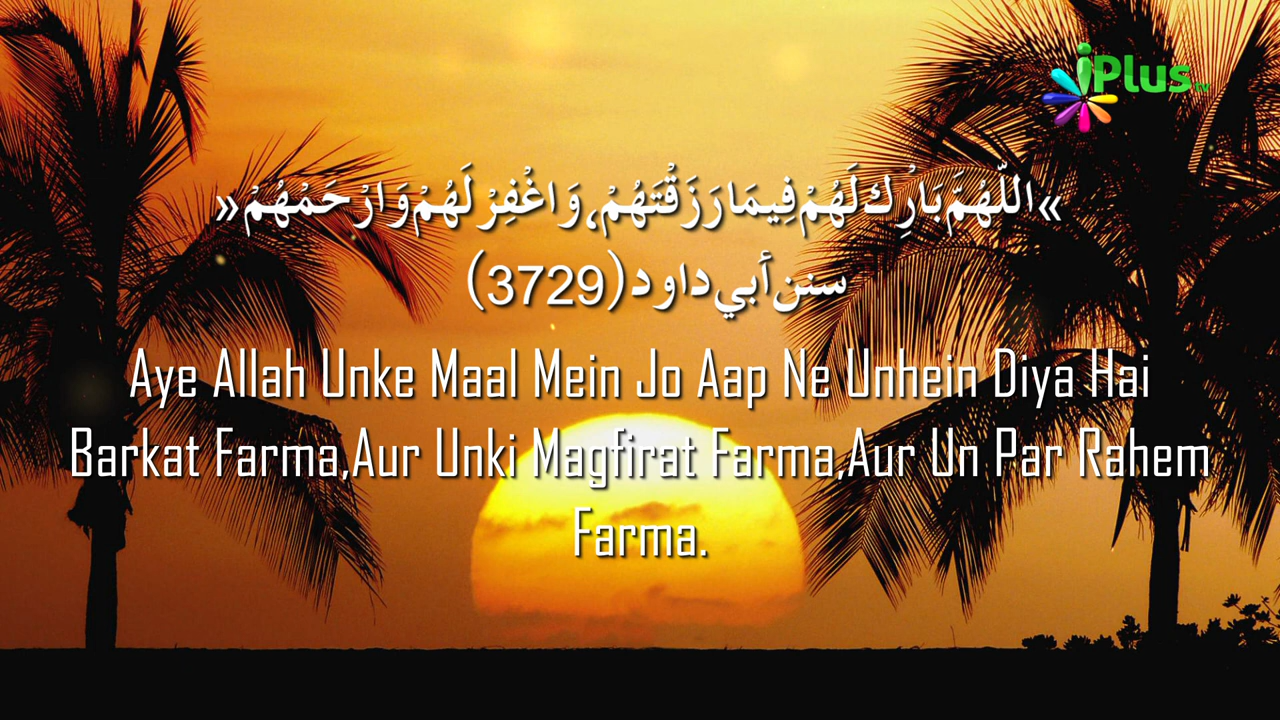 iPlus tv
»اللّهُمَّ بَارِكْ لَهُمْ فِيمَا رَزَقْتَهُمْ، وَاغْفِرْ لَهُمْ وَارْحَمْهُمْ«
سنن أبي داود (3729)
Aye Allah Unke Maal Mein Jo Aap Ne Unhein Diya Hai
Barkat Farma,Aur Unki Magfirat Farma,Aur Un Par Rahem
Farma.